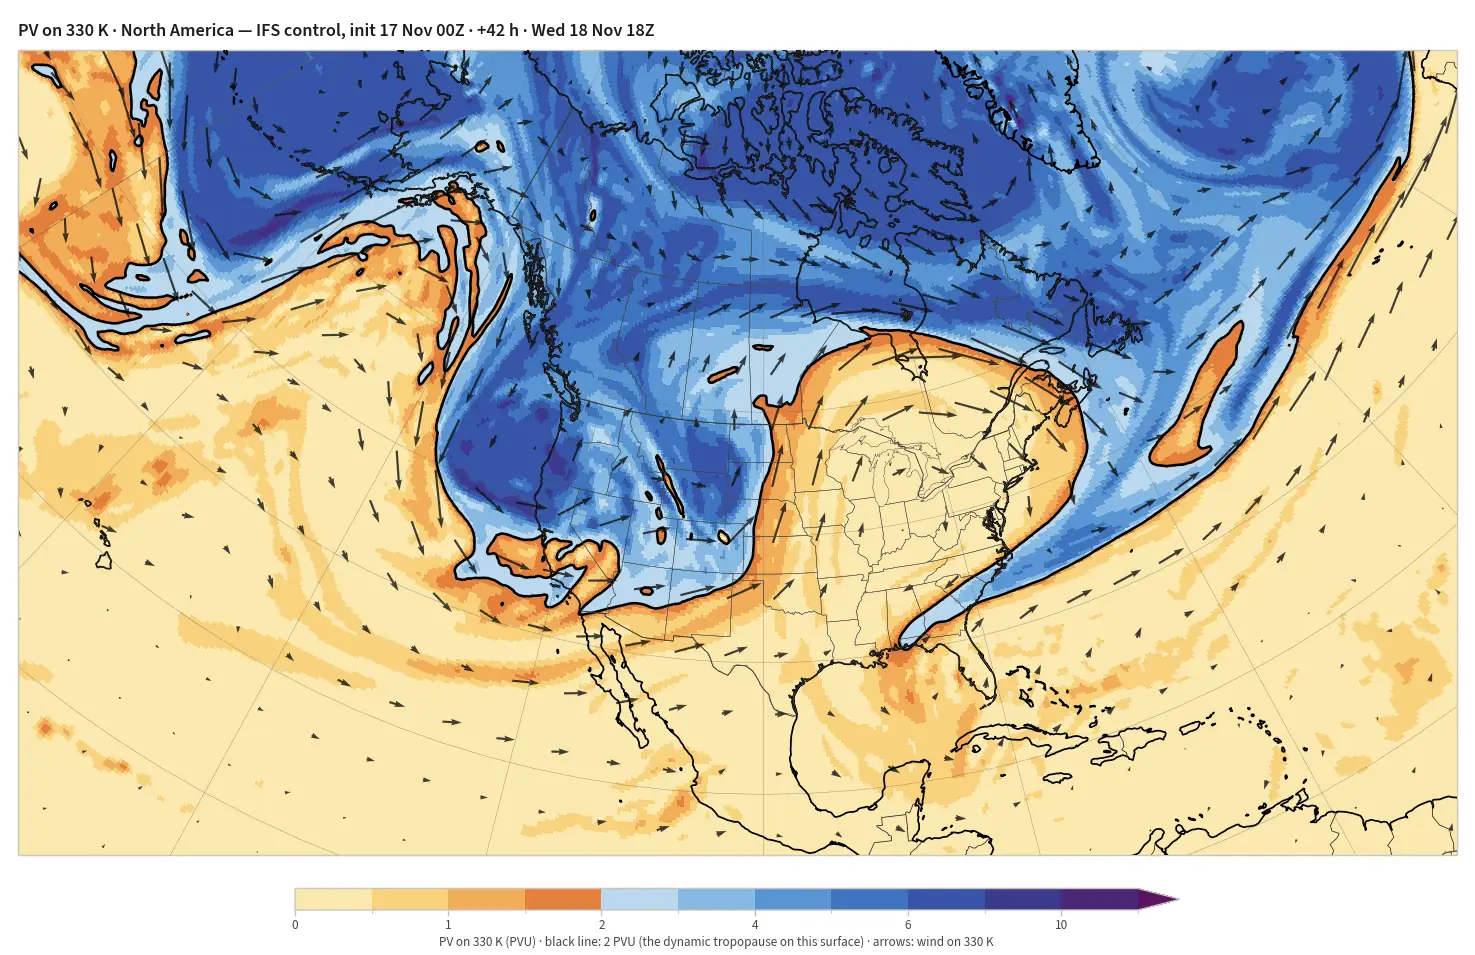 PV on 330 K · North America — IFS control, init 17 Nov 00Z · +42 h · Wed 18 Nov 18Z
0 1 2 4 6 8 10
PV on 330 K (PVU) · black line: 2 PVU (the dynamic tropopause on this surface) · arrows: wind on 330 K